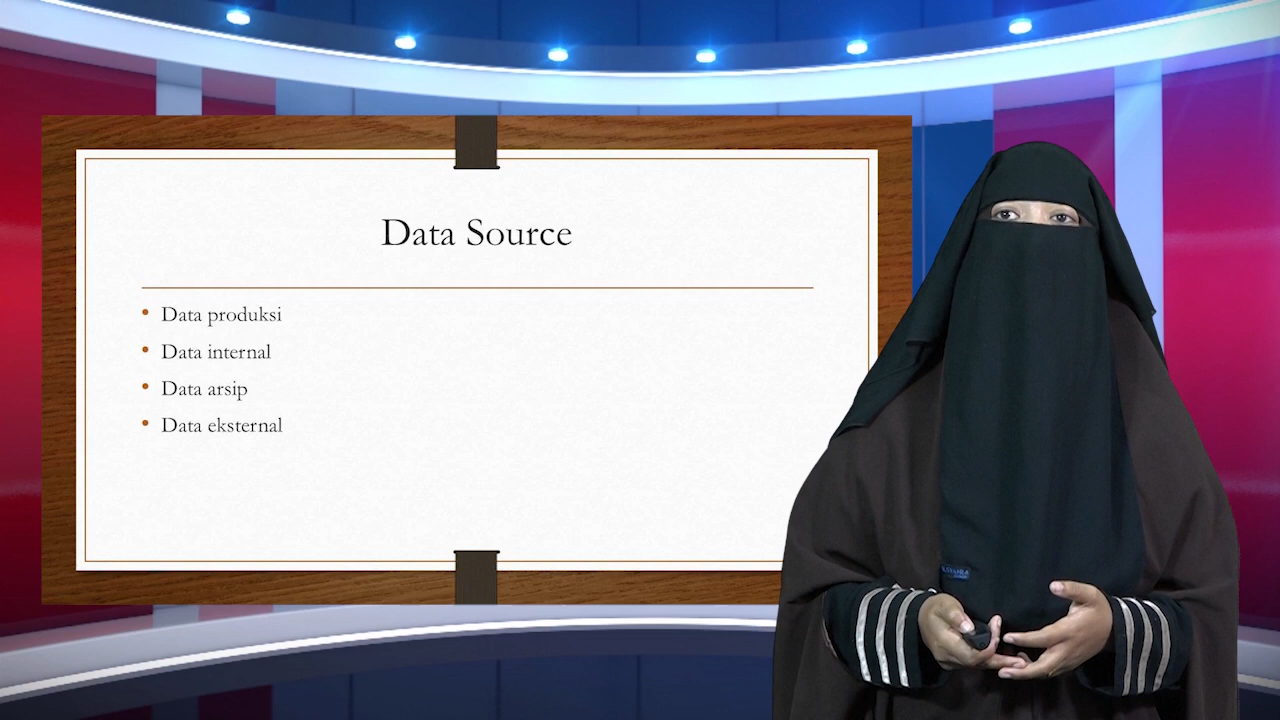 Data Source
• Data produksi
• Data internal
• Data arsip
• Data eksternal